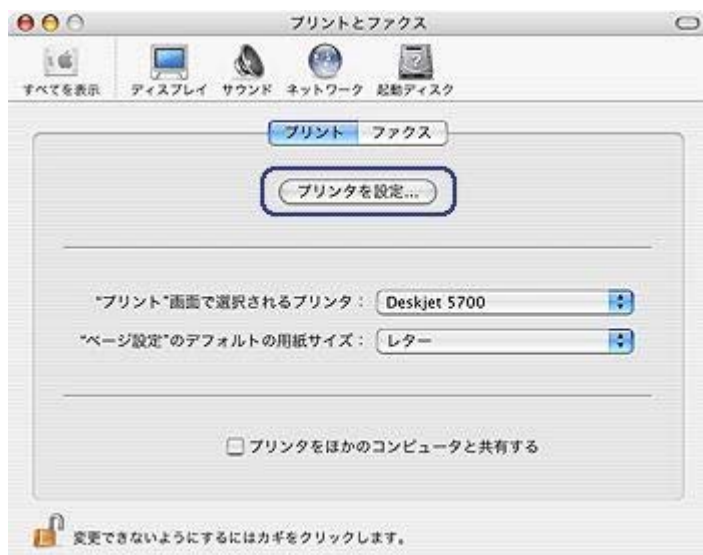 プリントとファクス
すべてを表示 ディスプレイ サウンド ネットワーク 起動ディスク
プリント ファクス
プリンタを設定...
"プリント"画面で選択されるプリンタ： Deskjet 5700
"ページ設定"のデフォルトの用紙サイズ： レター
プリンタをほかのコンピュータと共有する
変更できないようにするにはカギをクリックします。